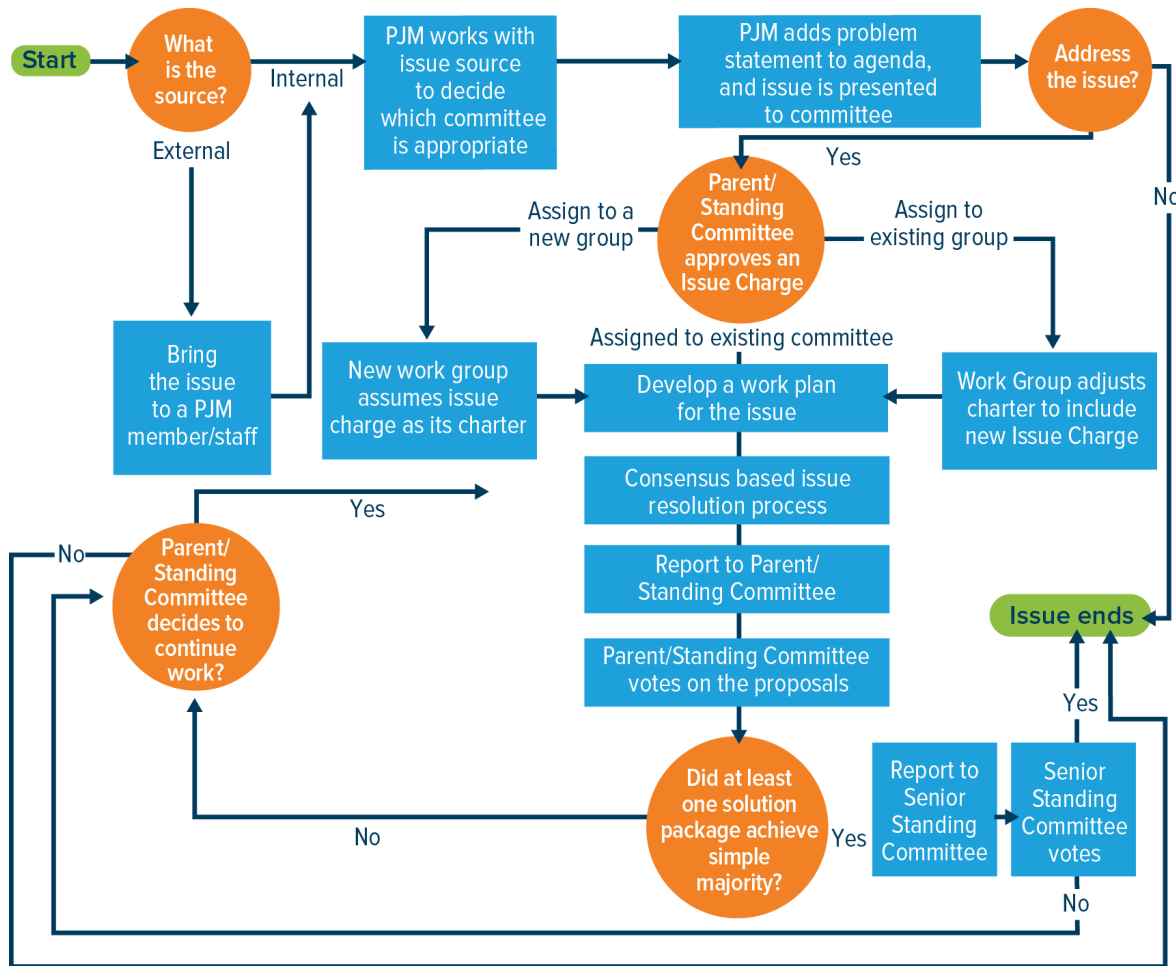 Start
What
is the
source?
Internal
External
PJM works with
issue source
to decide
which committee
is appropriate
PJM adds problem
statement to agenda,
and issue is presented
to committee
Address
the issue?
Yes
No
Parent/
Standing
Committee
approves an
Issue Charge
Assign to a
new group
Assign to
existing group
Assigned to existing committee
Bring
the issue
to a PJM
member/staff
New work group
assumes issue
charge as its charter
Develop a work plan
for the issue
Work Group adjusts
charter to include
new Issue Charge
Consensus based issue
resolution process
Report to Parent/
Standing Committee
Parent/Standing Committee
votes on the proposals
Yes
No
Parent/
Standing
Committee
decides to
continue
work?
Issue ends
Yes
Did at least
one solution
package achieve
simple
majority?
No
Yes
Report to
Senior
Standing
Committee
Senior
Standing
Committee
votes
No